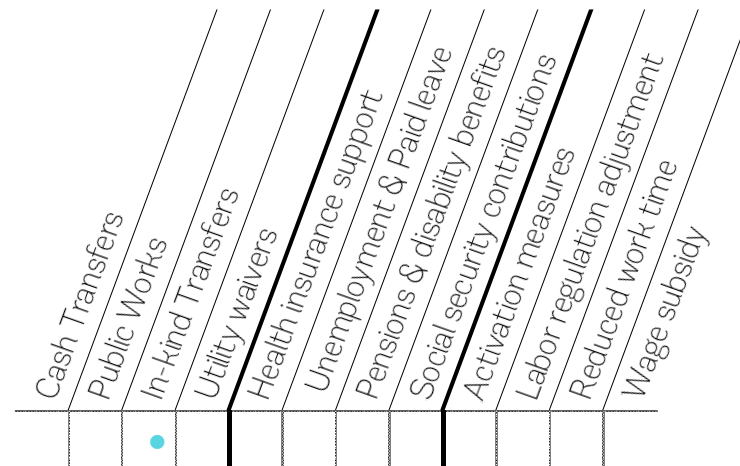 Cash Transfers
Public Works
In-kind Transfers
Utility waivers
Health insurance support
Unemployment & Paid leave
Pensions & disability benefits
Social security contributions
Activation measures
Labor regulation adjustment
Reduced work time
Wage subsidy